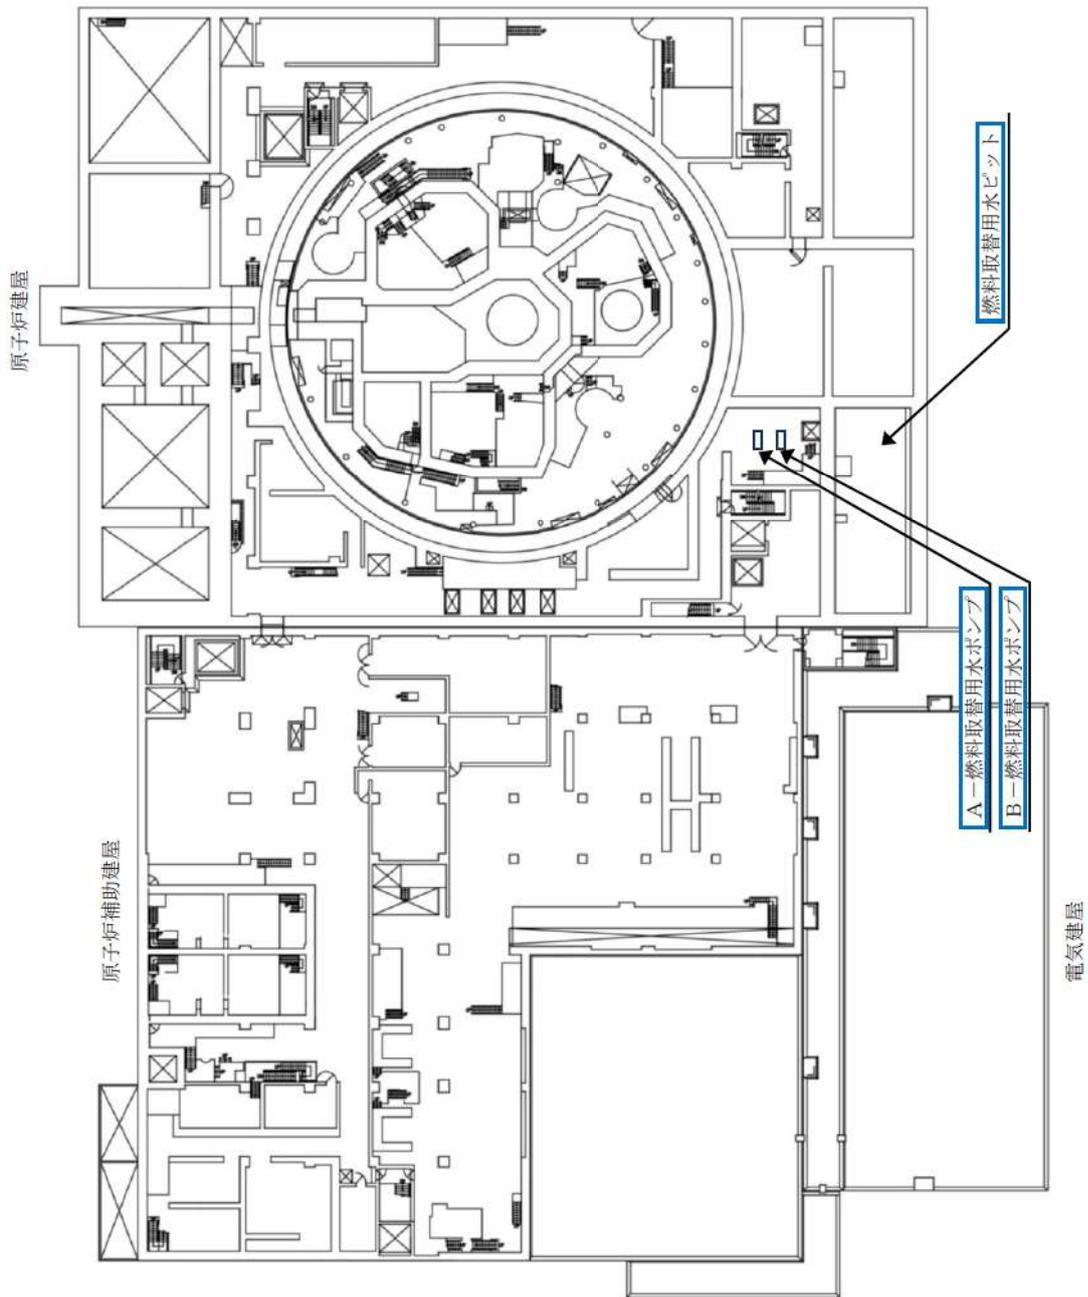 原子炉建屋
原子炉補助建屋
電気建屋
燃料取替用水ピット
A－燃料取替用水ポンプ
B－燃料取替用水ポンプ